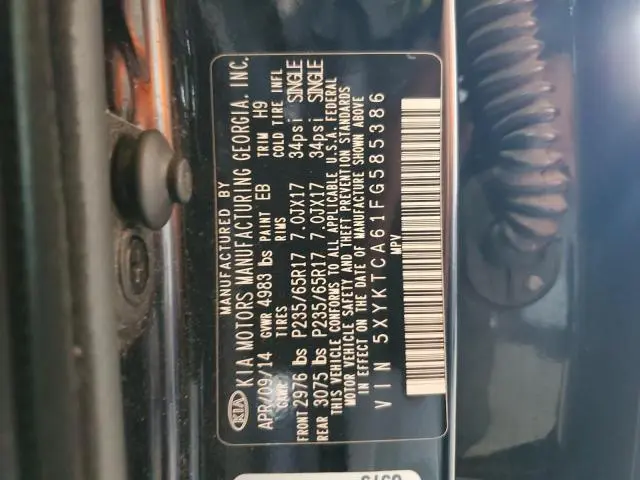 KIA
MANUFACTURED BY
KIA MOTORS MANUFACTURING GEORGIA, INC.
APR/09/14 GVWR 4983 lbs PAINT EB TRIM H9
GAWR TIRES RIMS COLD TIRE INFL
FRONT 2976 lbs P235/65R17 7.0JX17 34psi SINGLE
REAR 3075 lbs P235/65R17 7.0JX17 34psi SINGLE
THIS VEHICLE CONFORMS TO ALL APPLICABLE U.S.A. FEDERAL
MOTOR VEHICLE SAFETY AND THEFT PREVENTION STANDARDS
IN EFFECT ON THE DATE OF MANUFACTURE SHOWN ABOVE
VIN 5XYKTCA61FG585386
MPV